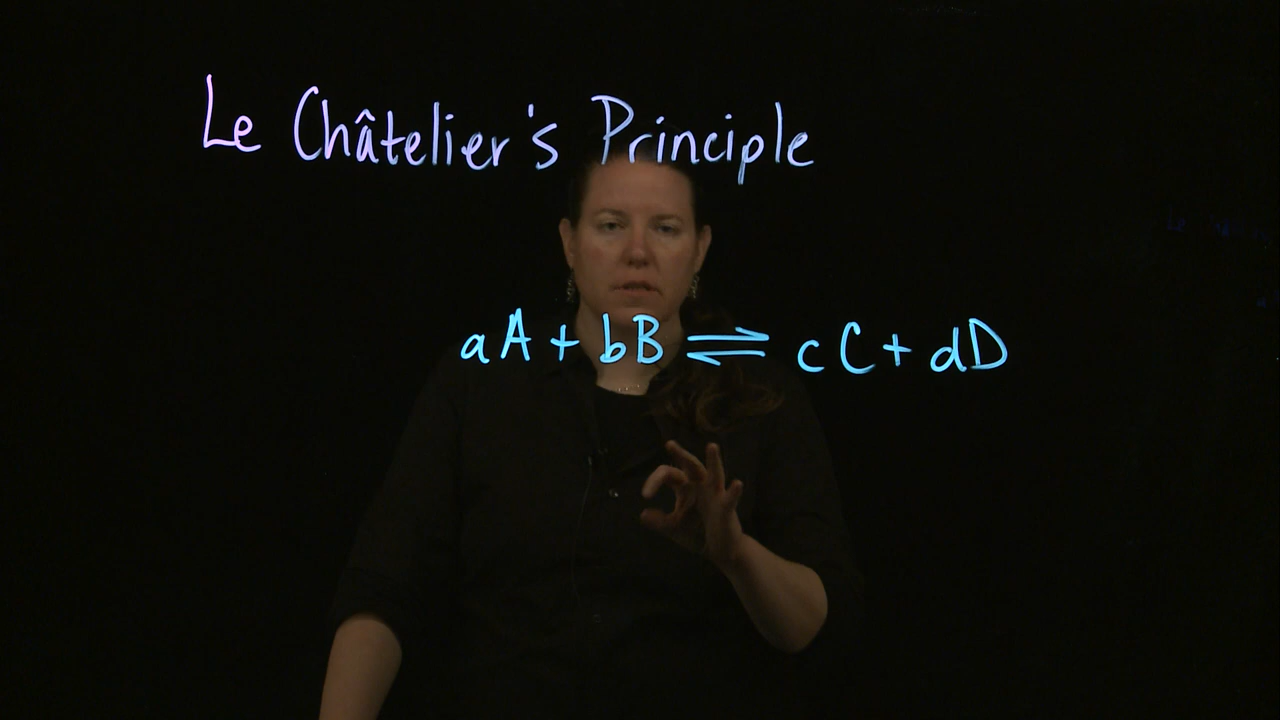 Le Châtelier's Principle
aA + bB ⇌ cC + dD